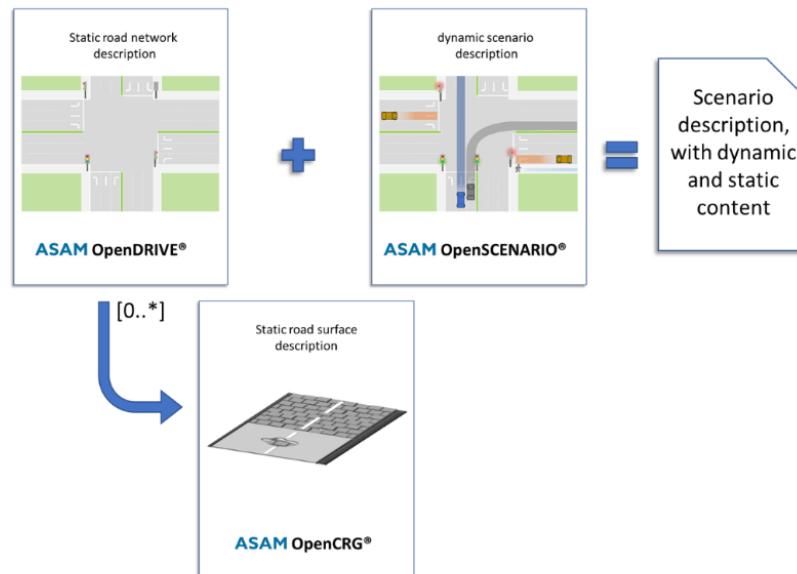 Static road network
description
ASAM OpenDRIVE®
dynamic scenario
description
ASAM OpenSCENARIO®
Scenario
description,
with dynamic
and static
content
[0..*]
Static road surface
description
ASAM OpenCRG®